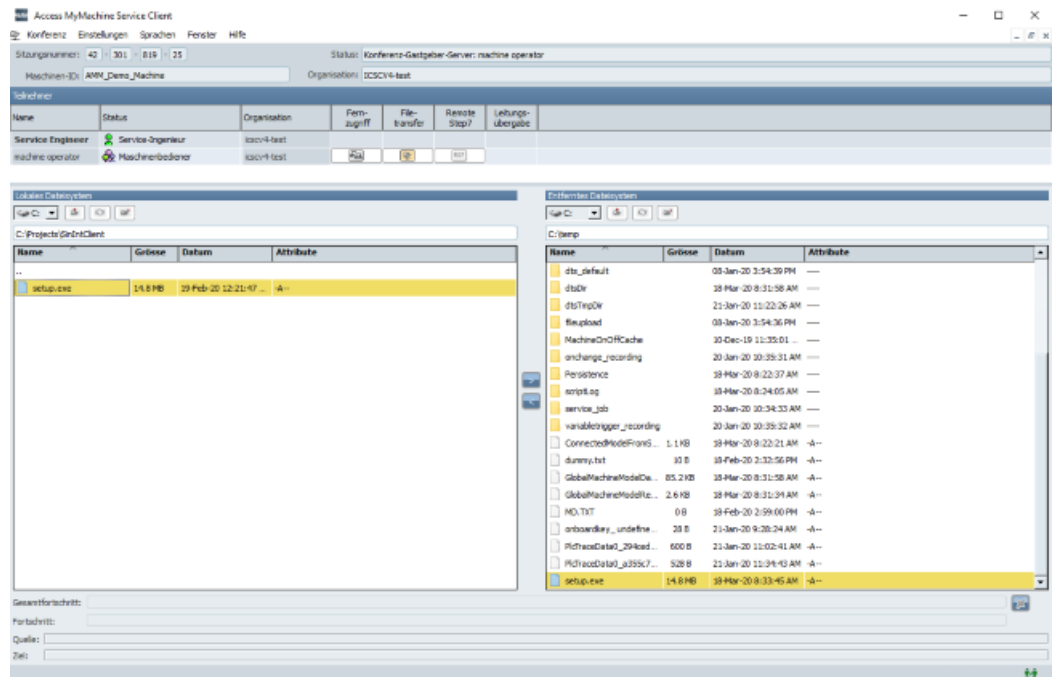 Access MyMachine Service Client
Konferenz Einstellungen Sprachen Fenster Hilfe
Sitzungsnummer: 42 - 301 - 819 - 25 Status: Konferenz-Gastgeber-Server: machine operator
Maschinen-ID: AMM_Demo_Machine Organisation: ICSCV4-test
Teilnehmer
Name Status Organisation Fern-zugriff File-transfer Remote Step7 Leitungs-übergabe
Service Engineer Service-Ingenieur icscv4-test
machine operator Maschinenbediener icscv4-test
Lokales Dateisystem Entferntes Dateisystem
C: C:
C:\Projects\SinIntClient C:\temp
Name Grösse Datum Attribute Name Grösse Datum Attribute
.. dts_default 08-Jan-20 3:54:39 PM ----
setup.exe 14.8 MB 19-Feb-20 12:21:47 ... -A-- dtsDir 18-Mar-20 8:31:58 AM ----
dtsTmpDir 21-Jan-20 11:22:26 AM ----
fileupload 08-Jan-20 3:54:36 PM ----
MachineOnOffCache 10-Dec-19 11:35:01 ... ----
onchange_recording 20-Jan-20 10:35:31 AM ----
Persistence 18-Mar-20 8:22:37 AM ----
scriptLog 18-Mar-20 8:24:05 AM ----
service_job 20-Jan-20 10:34:33 AM ----
variabletrigger_recording 20-Jan-20 10:35:32 AM ----
ConnectedModelFromS... 1.1 KB 18-Mar-20 8:22:21 AM -A--
dummy.txt 10 B 18-Feb-20 2:32:56 PM -A--
GlobalMachineModelDa... 85.2 KB 18-Mar-20 8:31:58 AM -A--
GlobalMachineModelRe... 2.6 KB 18-Mar-20 8:31:34 AM -A--
MD.TXT 0 B 18-Feb-20 2:59:00 PM -A--
onboardkey_undefine... 28 B 21-Jan-20 9:28:24 AM -A--
PlcTraceData0_294ced... 600 B 21-Jan-20 11:02:41 AM -A--
PlcTraceData0_a355c7... 528 B 21-Jan-20 11:34:43 AM -A--
setup.exe 14.8 MB 18-Mar-20 8:33:45 AM -A--
Gesamtfortschritt:
Fortschritt:
Quelle:
Ziel: